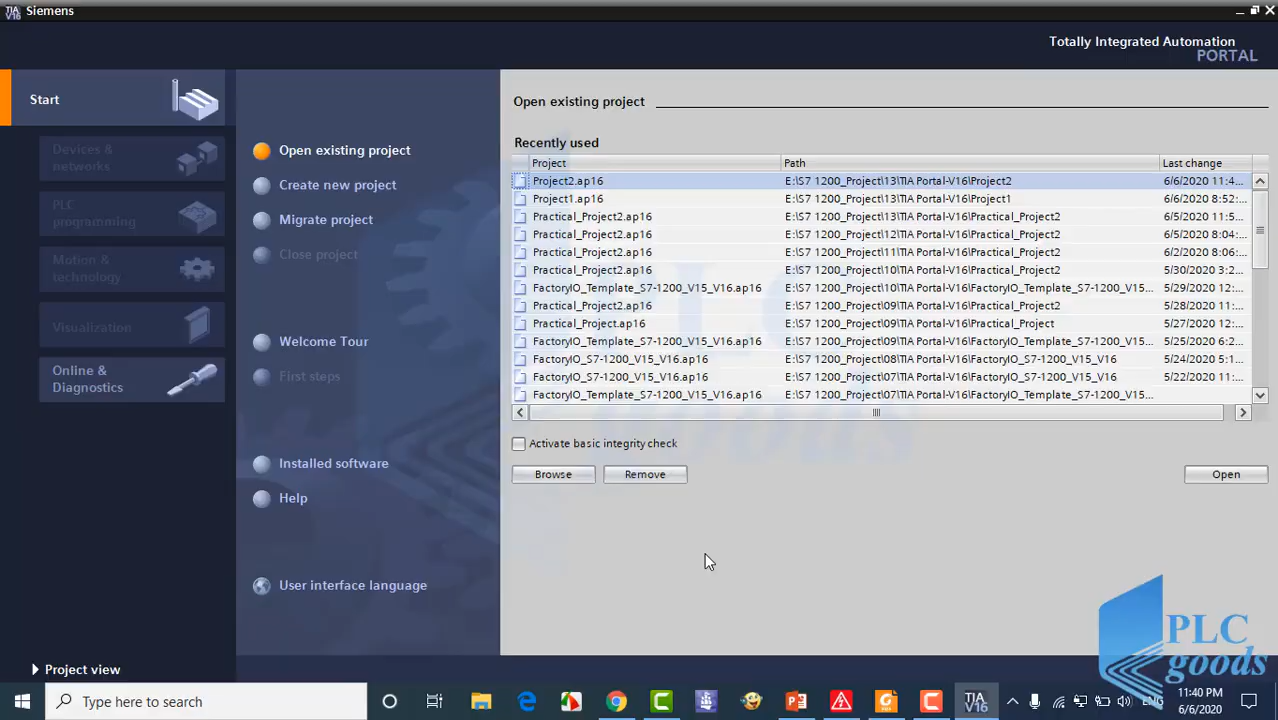 TIA V16 Siemens
Totally Integrated Automation
PORTAL
Start
Devices &
networks
PLC
programming
Motion &
technology
Visualization
Online &
Diagnostics
Project view
Open existing project
Create new project
Migrate project
Close project
Welcome Tour
First steps
Installed software
Help
User interface language
Open existing project
Recently used
Project Path Last change
Project2.ap16 E:\S7 1200_Project\13\TIA Portal-V16\Project2 6/6/2020 11:4...
Project1.ap16 E:\S7 1200_Project\13\TIA Portal-V16\Project1 6/6/2020 8:52:...
Practical_Project2.ap16 E:\S7 1200_Project\13\TIA Portal-V16\Practical_Project2 6/5/2020 11:5...
Practical_Project2.ap16 E:\S7 1200_Project\12\TIA Portal-V16\Practical_Project2 6/5/2020 8:04:...
Practical_Project2.ap16 E:\S7 1200_Project\11\TIA Portal-V16\Practical_Project2 6/2/2020 8:06:...
Practical_Project2.ap16 E:\S7 1200_Project\10\TIA Portal-V16\Practical_Project2 5/30/2020 3:2...
FactoryIO_Template_S7-1200_V15_V16.ap16 E:\S7 1200_Project\10\TIA Portal-V16\FactoryIO_Template_S7-1200_V15_V16... 5/29/2020 12:...
Practical_Project2.ap16 E:\S7 1200_Project\09\TIA Portal-V16\Practical_Project2 5/28/2020 11:...
Practical_Project.ap16 E:\S7 1200_Project\09\TIA Portal-V16\Practical_Project 5/27/2020 12:...
FactoryIO_Template_S7-1200_V15_V16.ap16 E:\S7 1200_Project\09\TIA Portal-V16\FactoryIO_Template_S7-1200_V15_V16... 5/25/2020 6:2...
FactoryIO_S7-1200_V15_V16.ap16 E:\S7 1200_Project\08\TIA Portal-V16\FactoryIO_S7-1200_V15_V16 5/24/2020 5:1...
FactoryIO_S7-1200_V15_V16.ap16 E:\S7 1200_Project\07\TIA Portal-V16\FactoryIO_S7-1200_V15_V16 5/22/2020 11:...
FactoryIO_Template_S7-1200_V15_V16.ap16 E:\S7 1200_Project\07\TIA Portal-V16\FactoryIO_Template_S7-1200_V15_V16...
Activate basic integrity check
Browse Remove Open
PLC
goods
Type here to search
TIA
V16
ENG
11:40 PM
6/6/2020